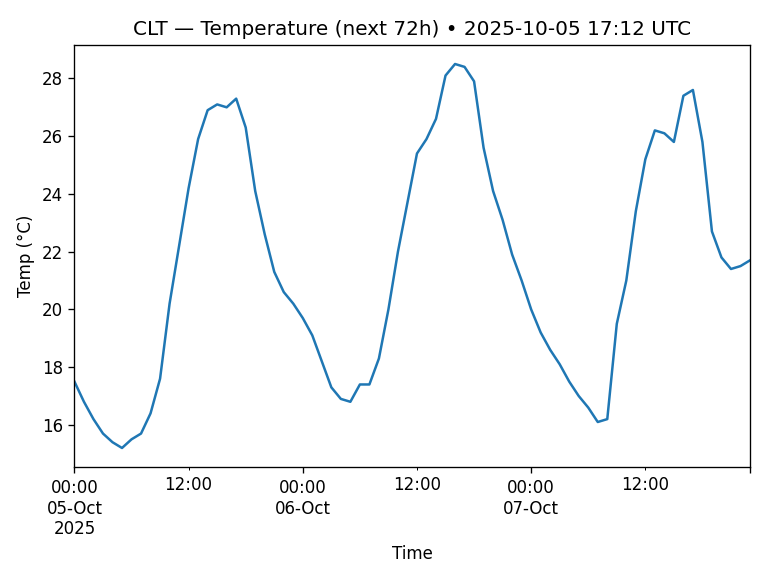 CLT — Temperature (next 72h) • 2025-10-05 17:12 UTC
Temp (°C)
28
26
24
22
20
18
16
00:00 12:00 00:00 12:00 00:00 12:00
05-Oct 06-Oct 07-Oct
2025
Time